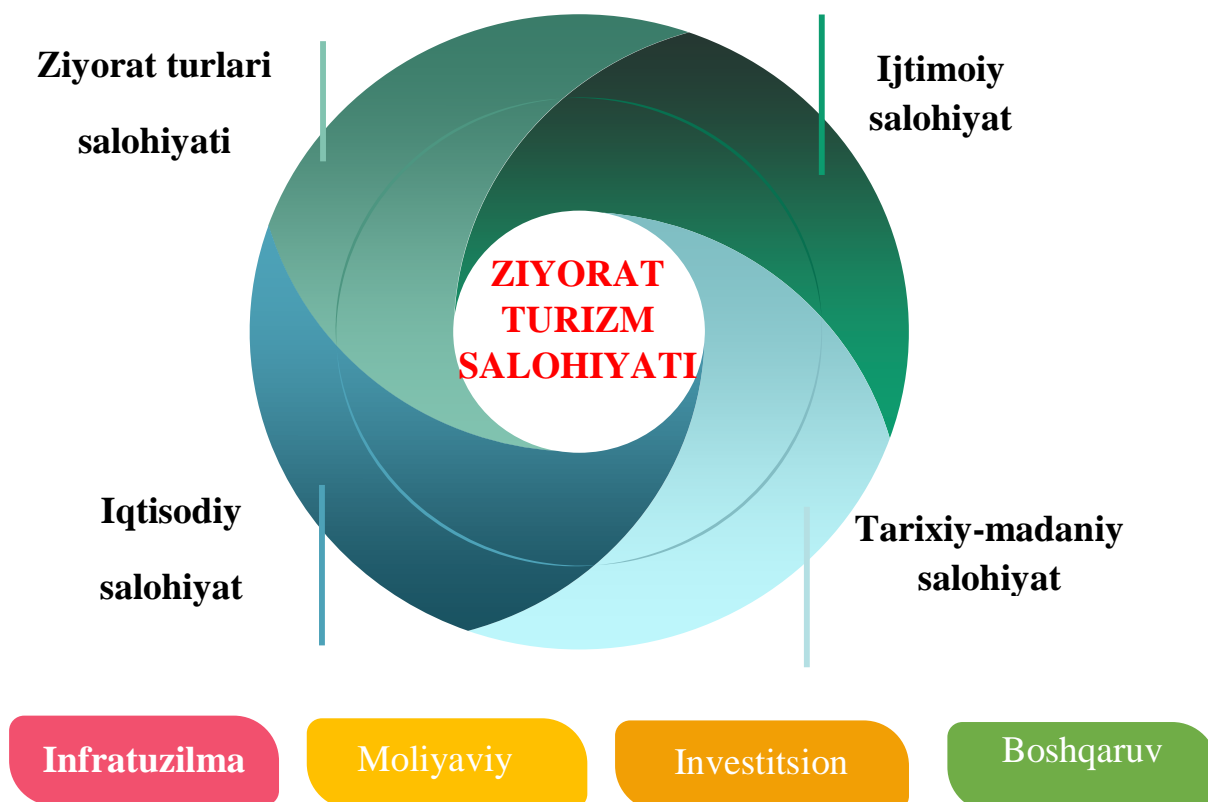 Ziyorat turlari
salohiyati
Ijtimoiy
salohiyat
ZIYORAT
TURIZM
SALOHIYATI
Iqtisodiy
salohiyat
Tarixiy-madaniy
salohiyat
Infratuzilma
Moliyaviy
Investitsion
Boshqaruv